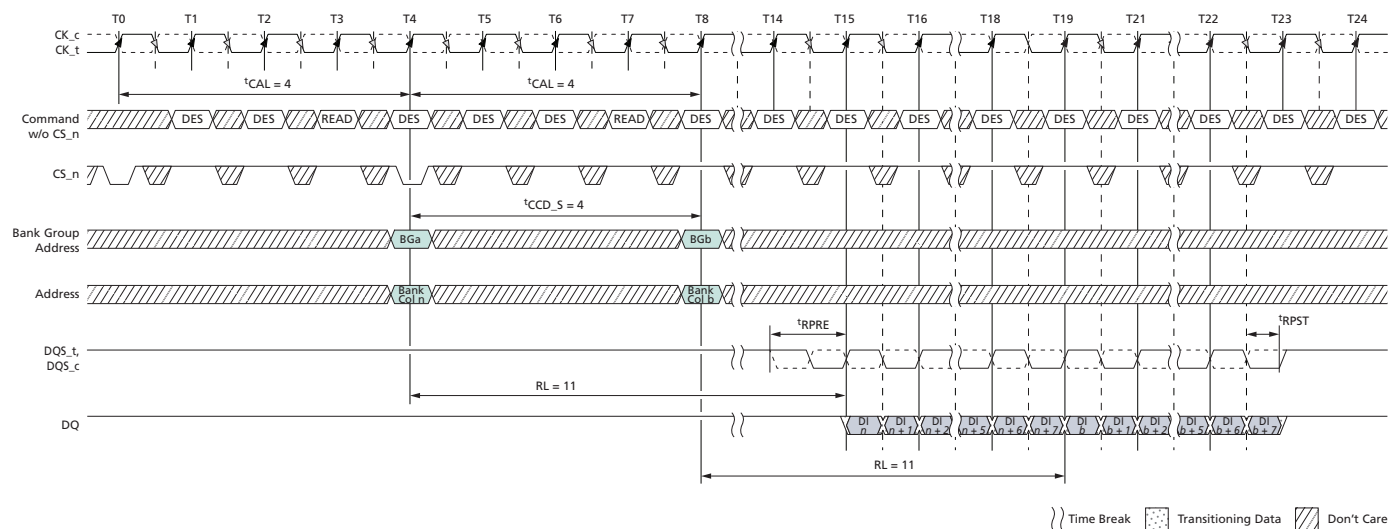 T0 T1 T2 T3 T4 T5 T6 T7 T8 T14 T15 T16 T18 T19 T21 T22 T23 T24
CK_c
CK_t
tCAL = 4 tCAL = 4
Command
w/o CS_n
DES DES READ DES DES DES READ DES DES DES DES DES DES DES DES DES DES
CS_n
tCCD_S = 4
Bank Group
Address
BGa BGb
Address
Bank
Col n
Bank
Col b
tRPRE tRPST
DQS_t,
DQS_c
RL = 11
DQ
DI
n
DI
n + 1
DI
n + 2
DI
n + 5
DI
n + 6
DI
n + 7
DI
b
DI
b + 1
DI
b + 2
DI
b + 5
DI
b + 6
DI
b + 7
RL = 11
Time Break Transitioning Data Don't Care